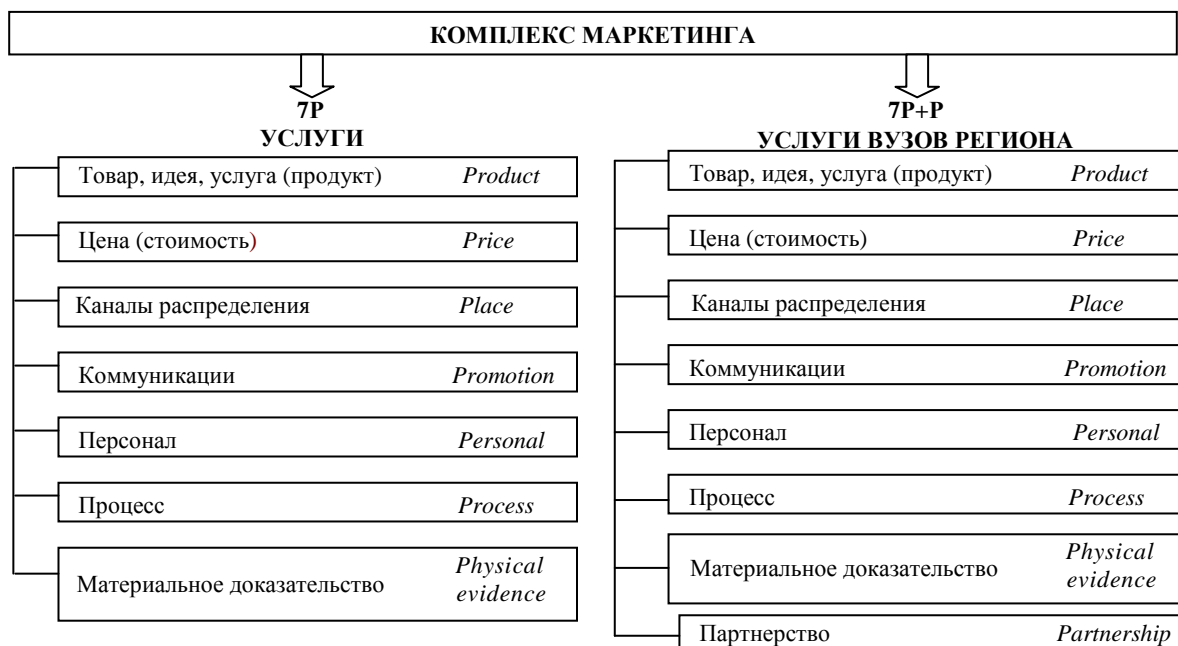 КОМПЛЕКС МАРКЕТИНГА
7P
УСЛУГИ
Товар, идея, услуга (продукт) Product
Цена (стоимость) Price
Каналы распределения Place
Коммуникации Promotion
Персонал Personal
Процесс Process
Материальное доказательство Physical
evidence
7P+P
УСЛУГИ ВУЗОВ РЕГИОНА
Товар, идея, услуга (продукт) Product
Цена (стоимость) Price
Каналы распределения Place
Коммуникации Promotion
Персонал Personal
Процесс Process
Материальное доказательство Physical
evidence
Партнерство Partnership